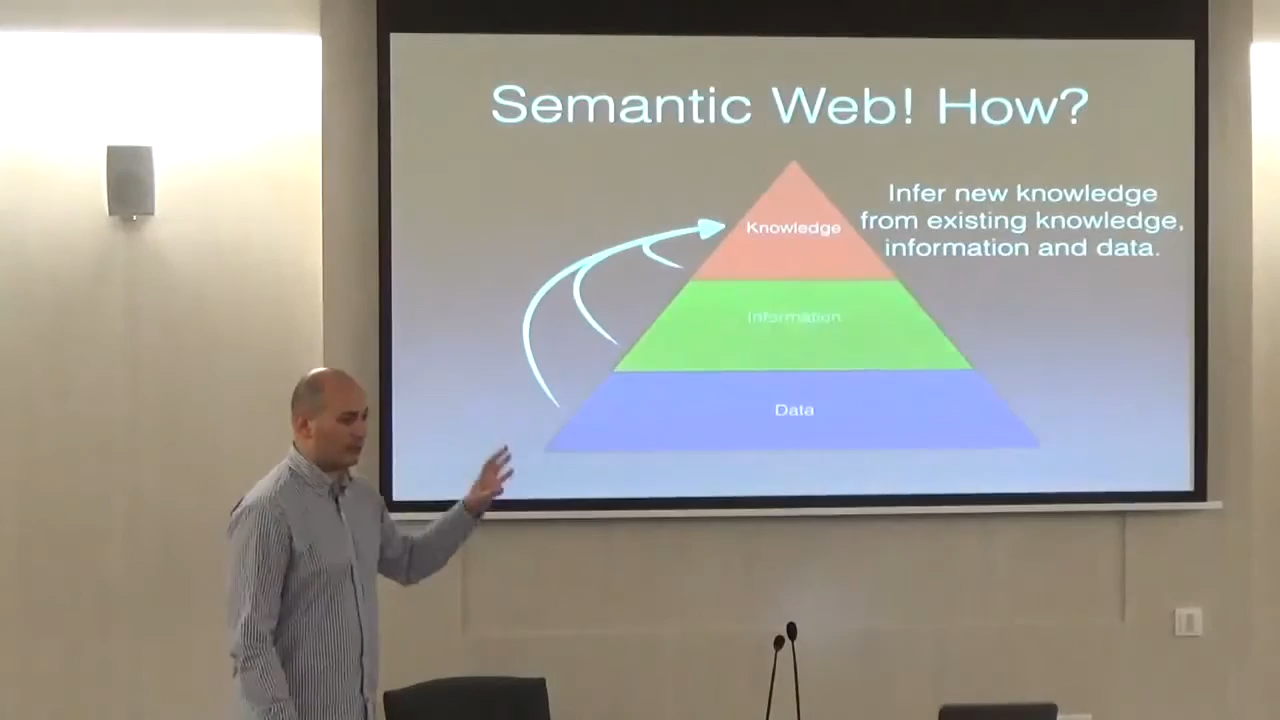 Semantic Web! How?
Infer new knowledge
from existing knowledge,
information and data.
Knowledge
Information
Data